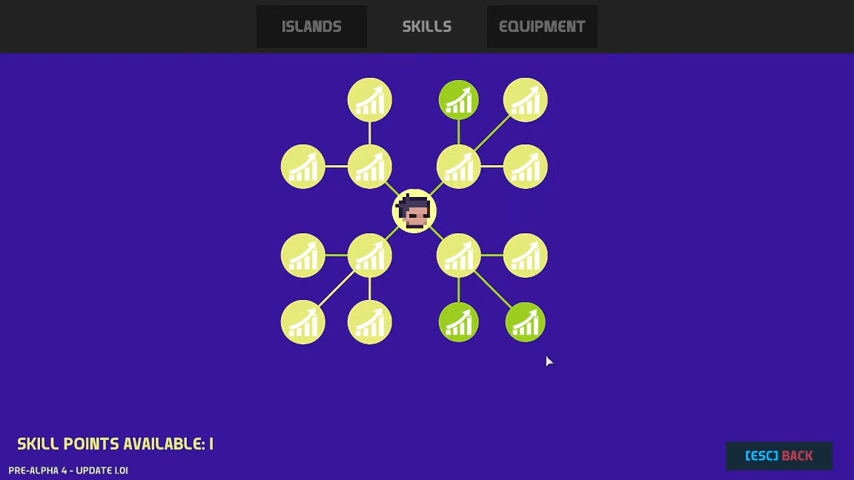 ISLANDS
SKILLS
EQUIPMENT
SKILL POINTS AVAILABLE: 1
PRE-ALPHA 4 - UPDATE 1.01
[ESC] BACK